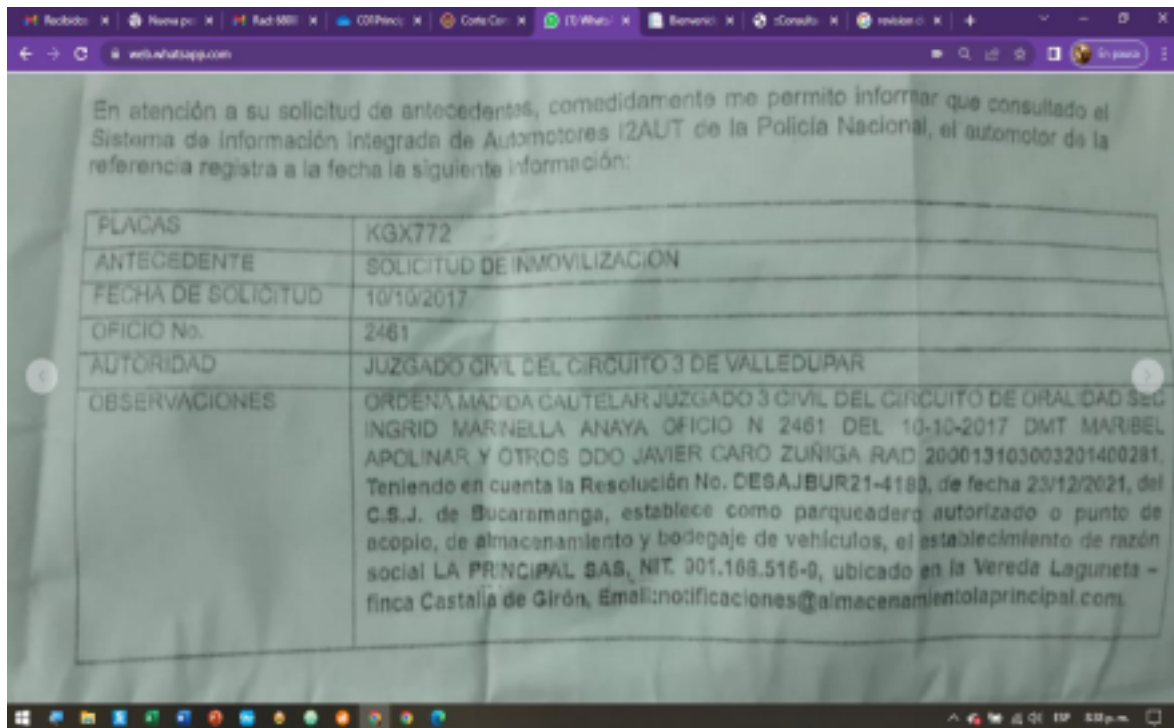 web.whatsapp.com
En pausa
En atención a su solicitud de antecedentes, comedidamente me permito informar que consultado el
Sistema de Información Integrada de Automotores I2AUT de la Policía Nacional, el automotor de la
referencia registra a la fecha la siguiente información:
PLACAS KGX772
ANTECEDENTE SOLICITUD DE INMOVILIZACION
FECHA DE SOLICITUD 10/10/2017
OFICIO No. 2461
AUTORIDAD JUZGADO CIVIL DEL CIRCUITO 3 DE VALLEDUPAR
OBSERVACIONES ORDENA MADIDA CAUTELAR JUZGADO 3 CIVIL DEL CIRCUITO DE ORALIDAD SEC
INGRID MARINELLA ANAYA OFICIO N 2461 DEL 10-10-2017 DMT MARIBEL
APOLINAR Y OTROS DDO JAVIER CARO ZUÑIGA RAD 200013103003201400281.
Teniendo en cuenta la Resolución No. de fecha 23/12/2021, del
C.S.J. de Bucaramanga, establece como parqueadero autorizado o punto de
acopio, de almacenamiento y bodegaje de vehículos, el establecimiento de razón
social LA PRINCIPAL SAS, NIT. ubicado en la Vereda Laguneta –
finca Castalia de Girón, Email:notificaciones@almacenamientolaprincipal.com.